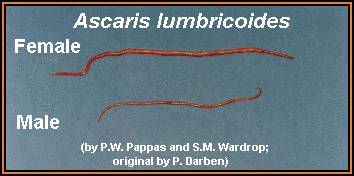 Ascaris lumbricoides
Female
Male
(by P.W. Pappas and S.M. Wardrop;
original by P. Darben)